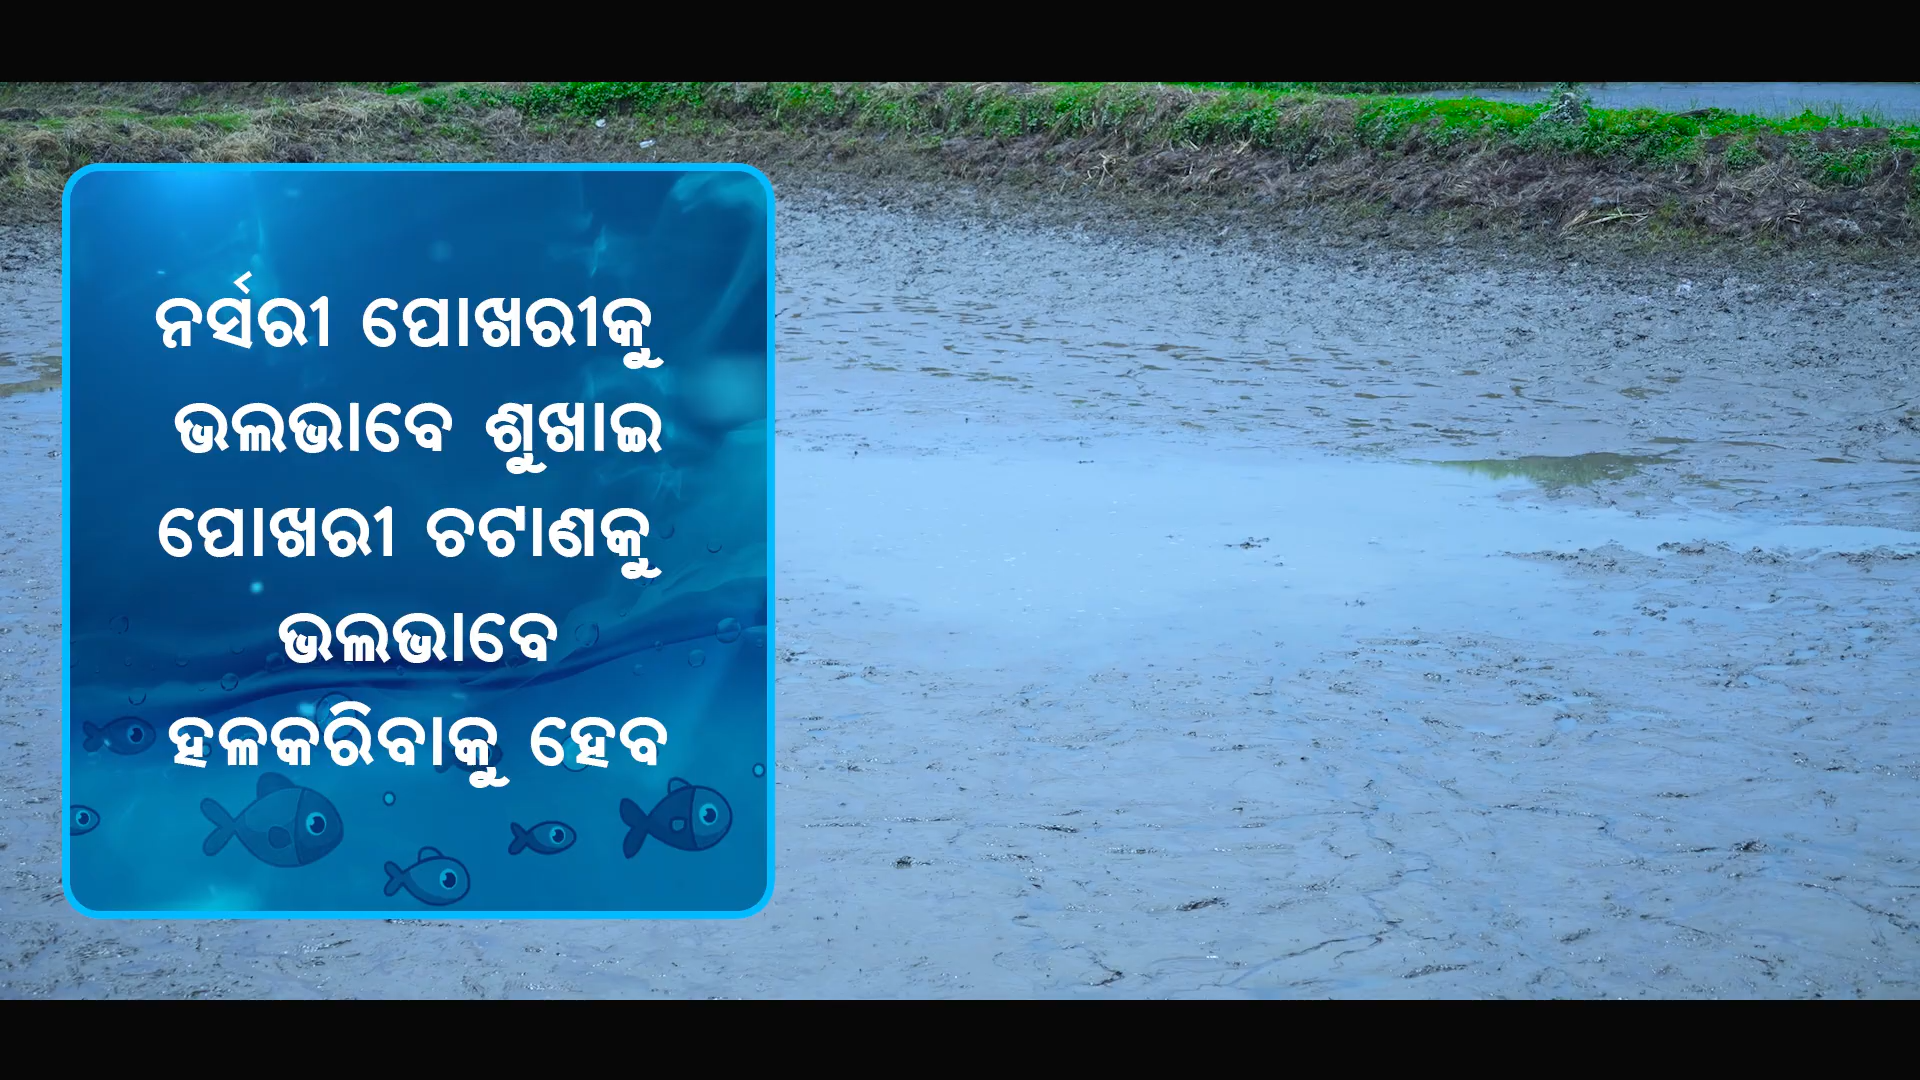 ନର୍ସରୀ ପୋଖରୀକୁ
ଭଲଭାବେ ଶୁଖାଇ
ପୋଖରୀ ଚଟାଣକୁ
ଭଲଭାବେ
ହଳକରିବାକୁ ହେବ